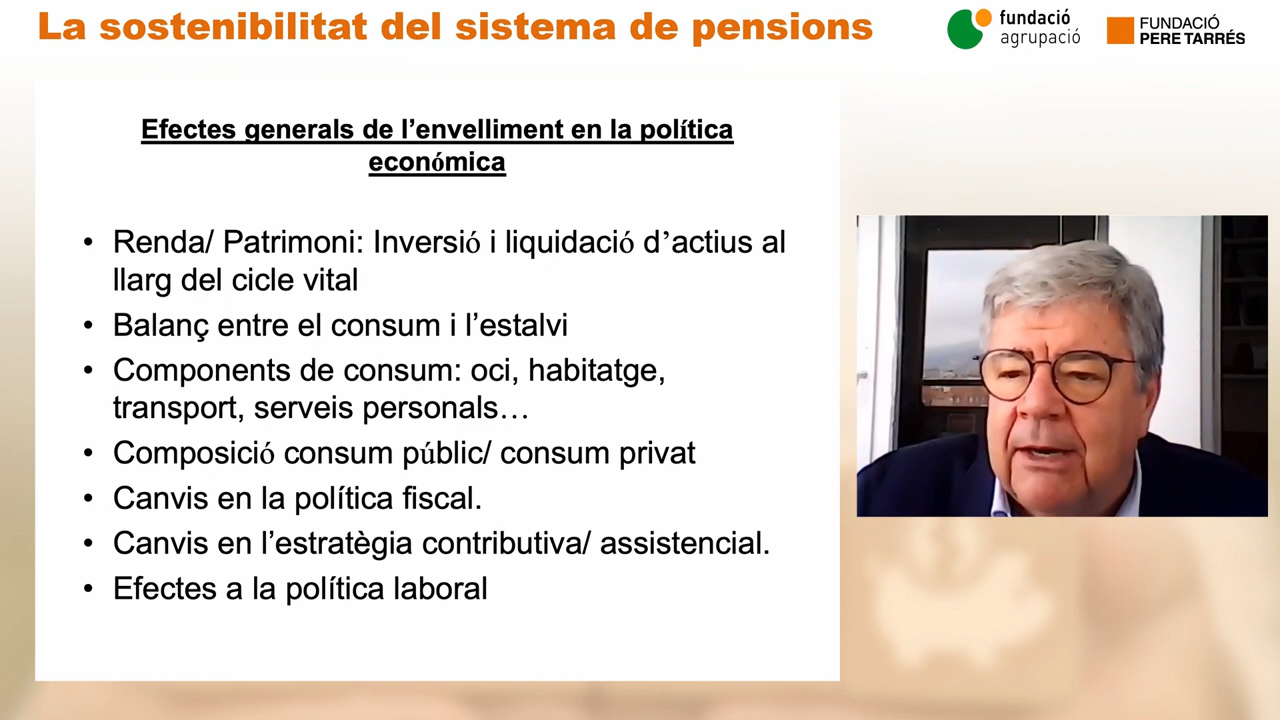 La sostenibilitat del sistema de pensions
fundació
agrupació
FUNDACIÓ
PERE TARRÉS
Efectes generals de l’envelliment en la política
económica
• Renda/ Patrimoni: Inversió i liquidació d’actius al
llarg del cicle vital
• Balanç entre el consum i l’estalvi
• Components de consum: oci, habitatge,
transport, serveis personals…
• Composició consum públic/ consum privat
• Canvis en la política fiscal.
• Canvis en l’estratègia contributiva/ assistencial.
• Efectes a la política laboral